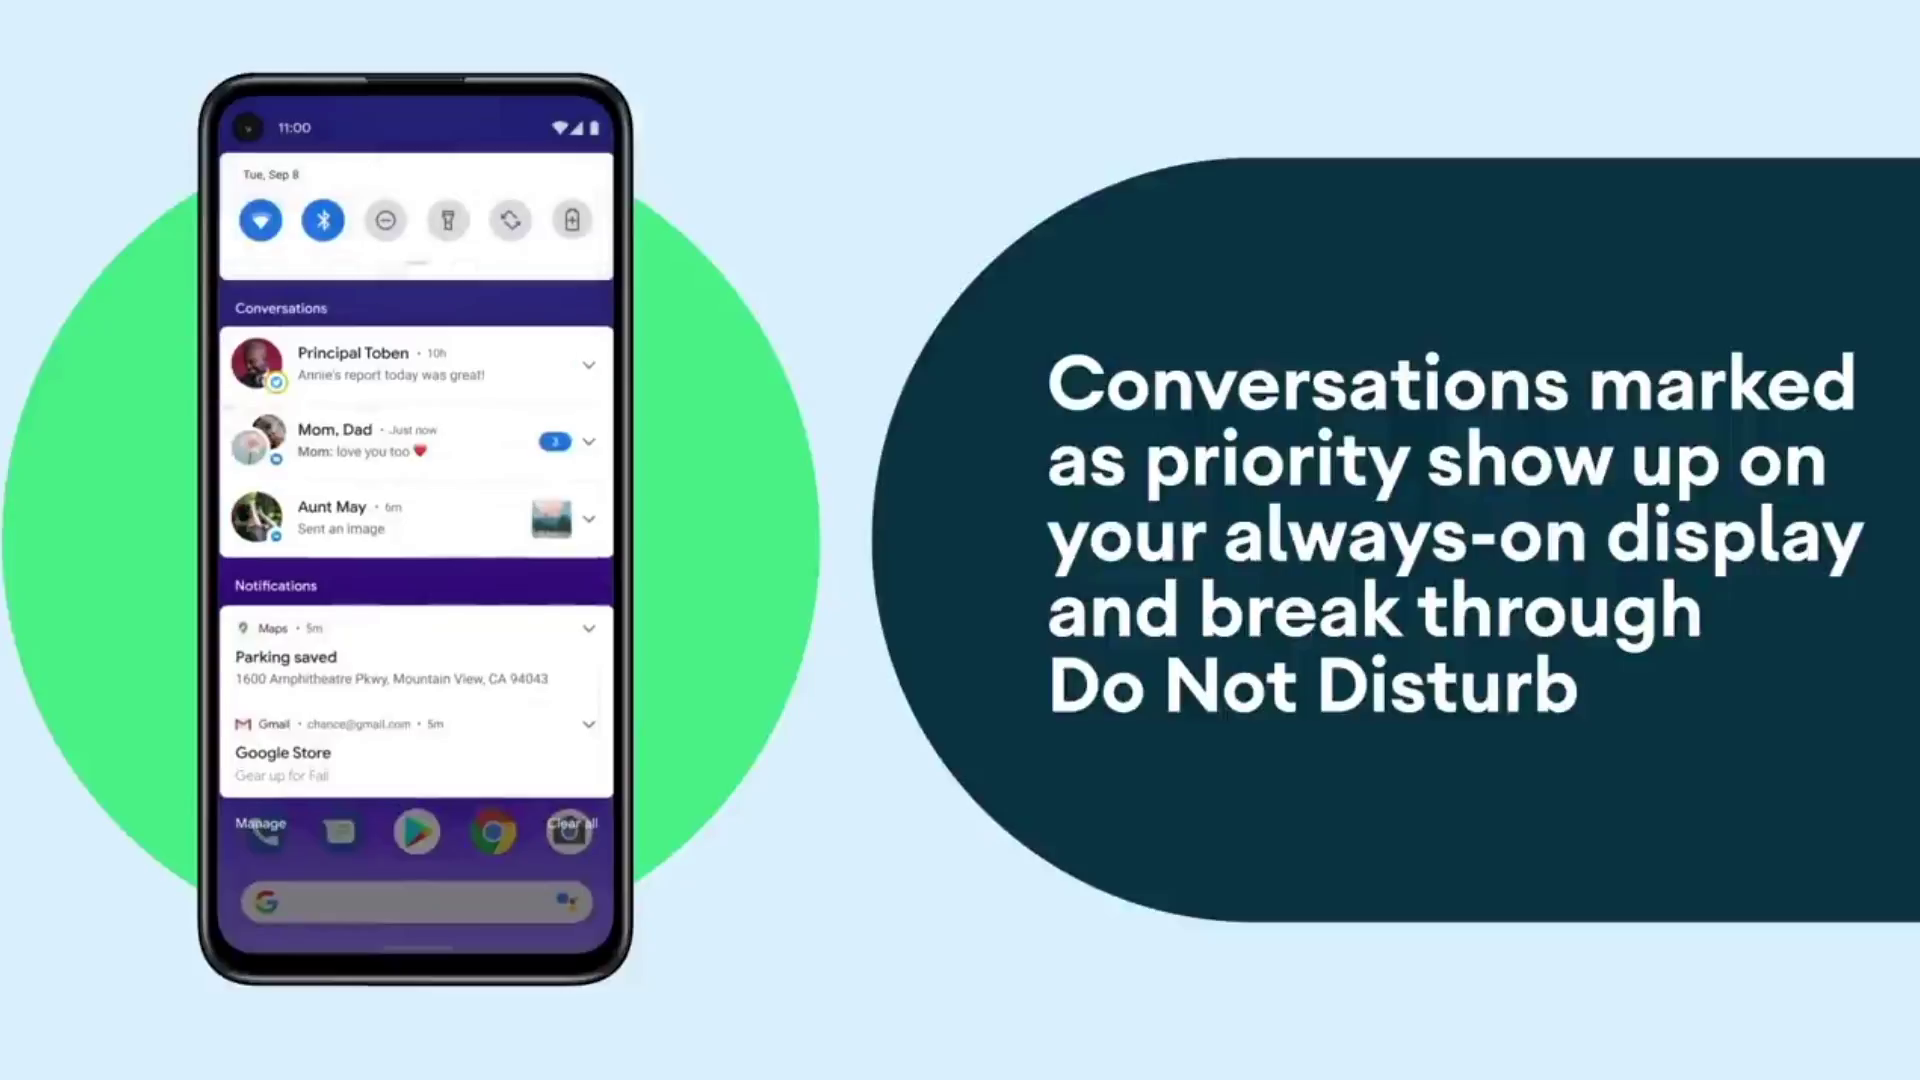 11:00
Tue, Sep 8
Conversations
Principal Toben • 10h
Annie's report today was great!
Mom, Dad • Just now
Mom: love you too ❤️
3
Aunt May • 6m
Sent an image
Notifications
Maps • 5m
Parking saved
1600 Amphitheatre Pkwy, Mountain View, CA 94043
Gmail • chance@gmail.com • 5m
Google Store
Gear up for Fall
Manage
Clear all
G
Conversations marked
as priority show up on
your always-on display
and break through
Do Not Disturb